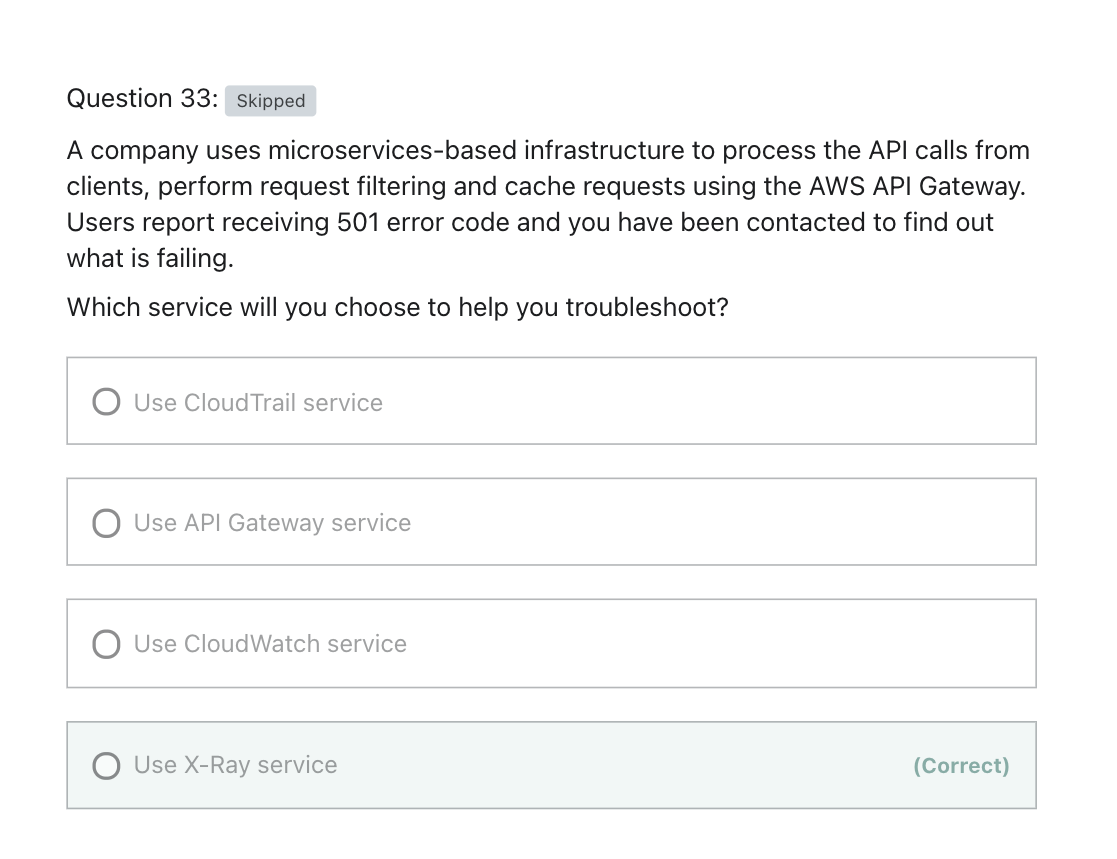 Question 33: Skipped
A company uses microservices-based infrastructure to process the API calls from
clients, perform request filtering and cache requests using the AWS API Gateway.
Users report receiving 501 error code and you have been contacted to find out
what is failing.
Which service will you choose to help you troubleshoot?
Use CloudTrail service
Use API Gateway service
Use CloudWatch service
Use X-Ray service (Correct)